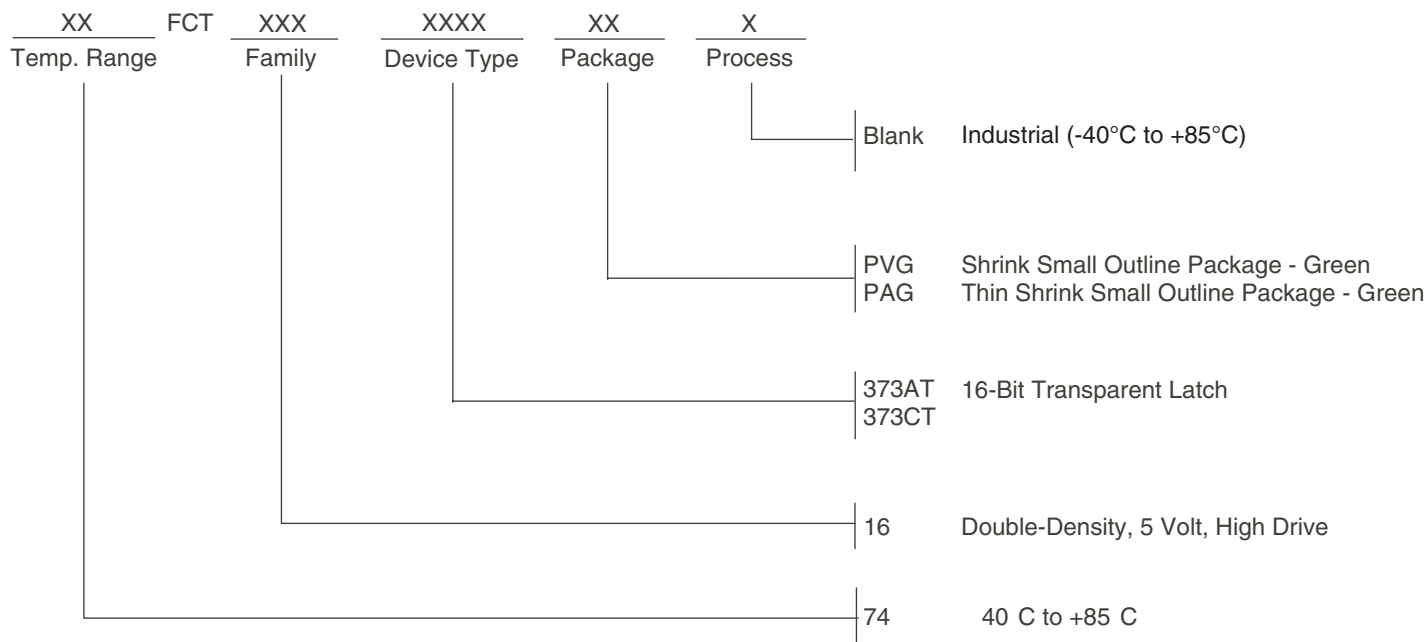 XX FCT XXX XXXX XX X
Temp. Range Family Device Type Package Process
Blank Industrial (-40°C to +85°C)
PVG Shrink Small Outline Package - Green
PAG Thin Shrink Small Outline Package - Green
373AT 16-Bit Transparent Latch
373CT
16 Double-Density, 5 Volt, High Drive
74 40 C to +85 C